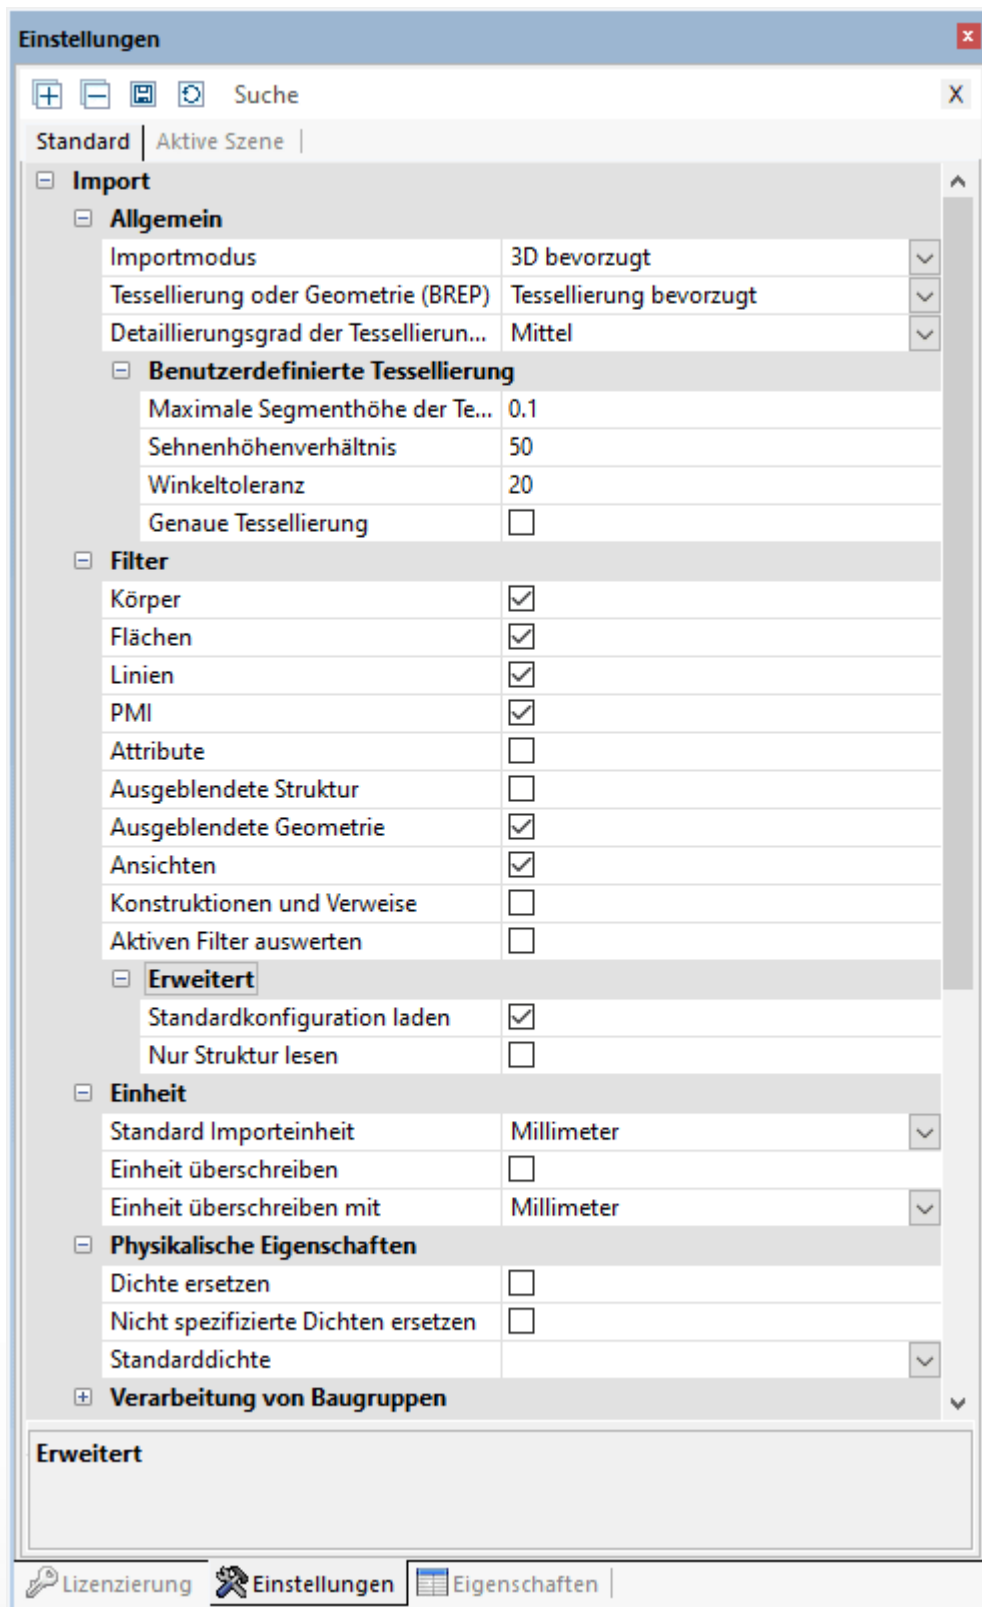 Einstellungen
x
Suche X
Standard Aktive Szene
Import
Allgemein
Importmodus 3D bevorzugt
Tessellierung oder Geometrie (BREP) Tessellierung bevorzugt
Detaillierungsgrad der Tessellierun... Mittel
Benutzerdefinierte Tessellierung
Maximale Segmenthöhe der Te... 0.1
Sehnenhöhenverhältnis 50
Winkeltoleranz 20
Genaue Tessellierung
Filter
Körper
Flächen
Linien
PMI
Attribute
Ausgeblendete Struktur
Ausgeblendete Geometrie
Ansichten
Konstruktionen und Verweise
Aktiven Filter auswerten
Erweitert
Standardkonfiguration laden
Nur Struktur lesen
Einheit
Standard Importeinheit Millimeter
Einheit überschreiben
Einheit überschreiben mit Millimeter
Physikalische Eigenschaften
Dichte ersetzen
Nicht spezifizierte Dichten ersetzen
Standarddichte
Verarbeitung von Baugruppen
Erweitert
Lizenzierung Einstellungen Eigenschaften